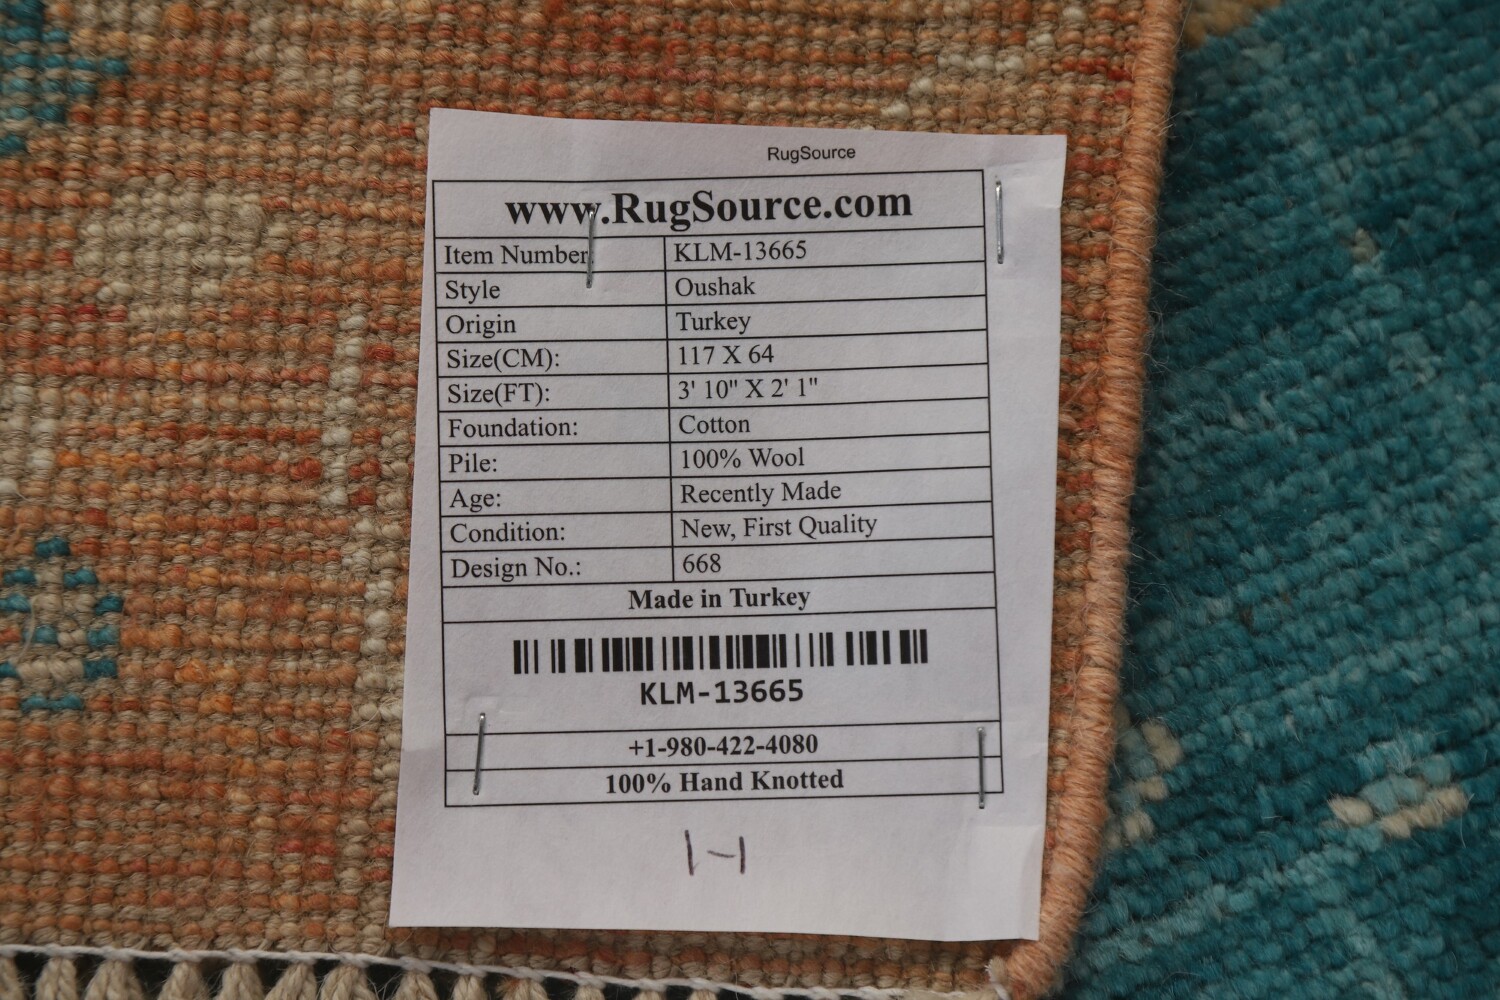 RugSource
www.RugSource.com
Item Number: KLM-13665
Style Oushak
Origin Turkey
Size(CM): 117 X 64
Size(FT): 3' 10" X 2' 1"
Foundation: Cotton
Pile: 100% Wool
Age: Recently Made
Condition: New, First Quality
Design No.: 668
Made in Turkey
KLM-13665
+1-980-422-4080
100% Hand Knotted
1-1